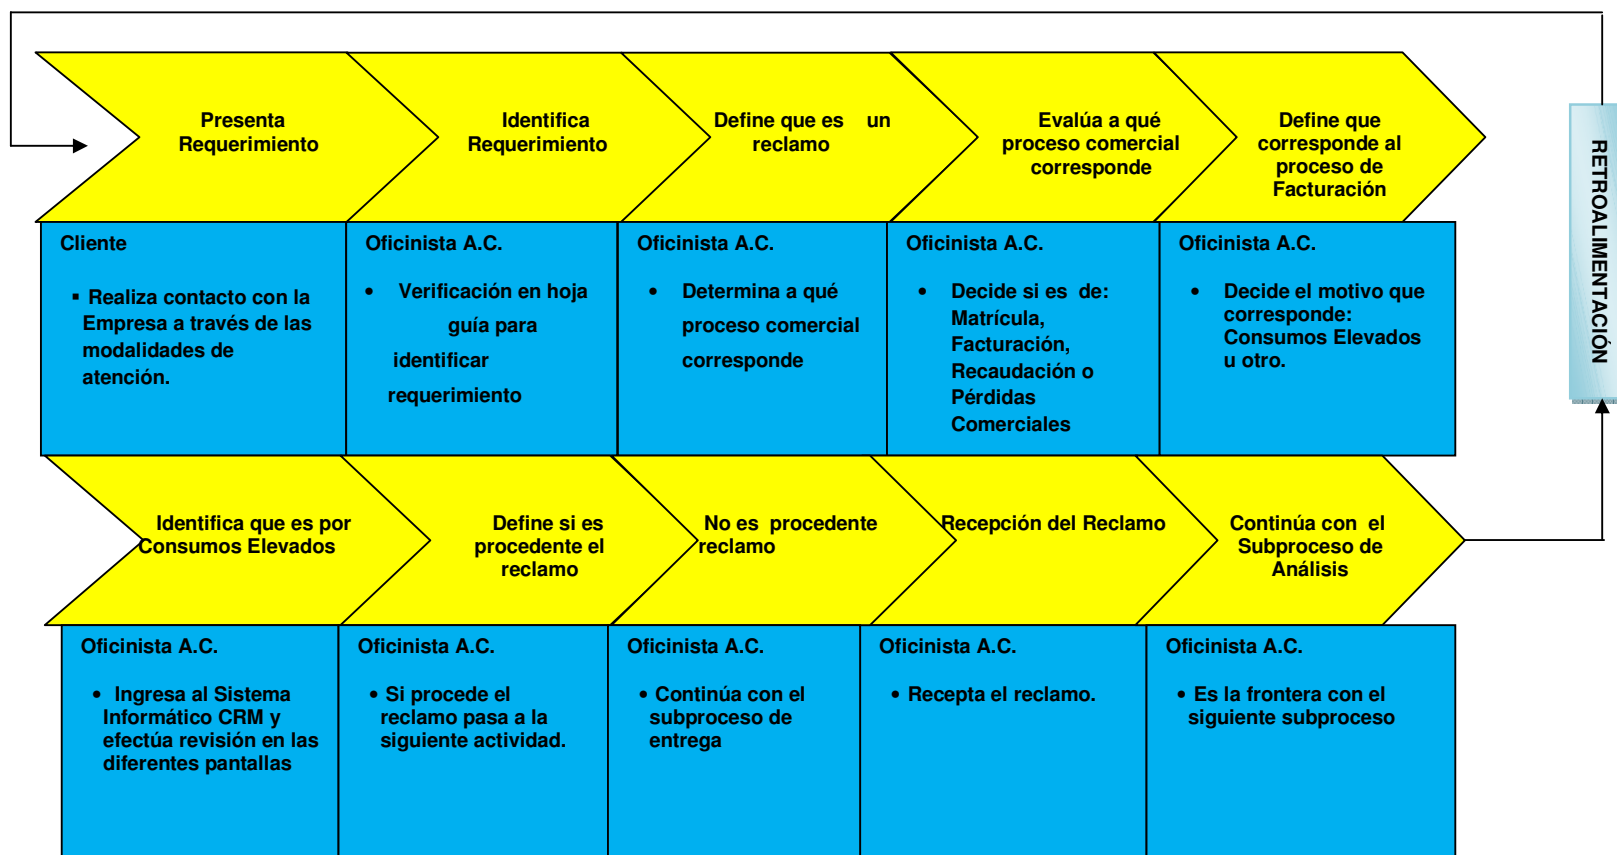 Presenta
Requerimiento
Identifica
Requerimiento
Define que es un
reclamo
Evalúa a qué
proceso comercial
corresponde
Define que
corresponde al
proceso de
Facturación
RETROALIMENTACIÓN
Cliente
▪ Realiza contacto con la
Empresa a través de las
modalidades de
atención.
Oficinista A.C.
• Verificación en hoja
guía para
identificar
requerimiento
Oficinista A.C.
• Determina a qué
proceso comercial
corresponde
Oficinista A.C.
• Decide si es de:
Matrícula,
Facturación,
Recaudación o
Pérdidas
Comerciales
Oficinista A.C.
• Decide el motivo que
corresponde:
Consumos Elevados
u otro.
Identifica que es por
Consumos Elevados
Define si es
procedente el
reclamo
No es procedente
reclamo
Recepción del Reclamo
Continúa con el
Subproceso de
Análisis
Oficinista A.C.
• Ingresa al Sistema
Informático CRM y
efectúa revisión en las
diferentes pantallas
Oficinista A.C.
• Si procede el
reclamo pasa a la
siguiente actividad.
Oficinista A.C.
• Continúa con el
subproceso de
entrega
Oficinista A.C.
• Recepta el reclamo.
Oficinista A.C.
• Es la frontera con el
siguiente subproceso